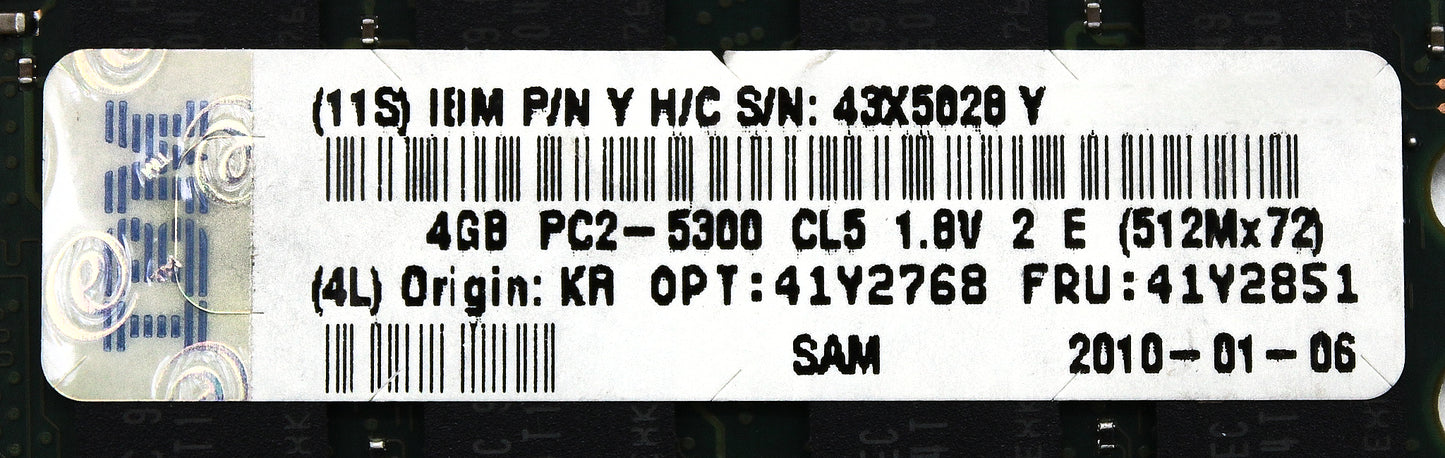 (11S) IBM P/N Y H/C S/N: 43X5028 Y
4GB PC2-5300 CL5 1.8V 2 E (512Mx72)
(4L) Origin: KR OPT:41Y2768 FRU:41Y2851
SAM 2010-01-06
IBM